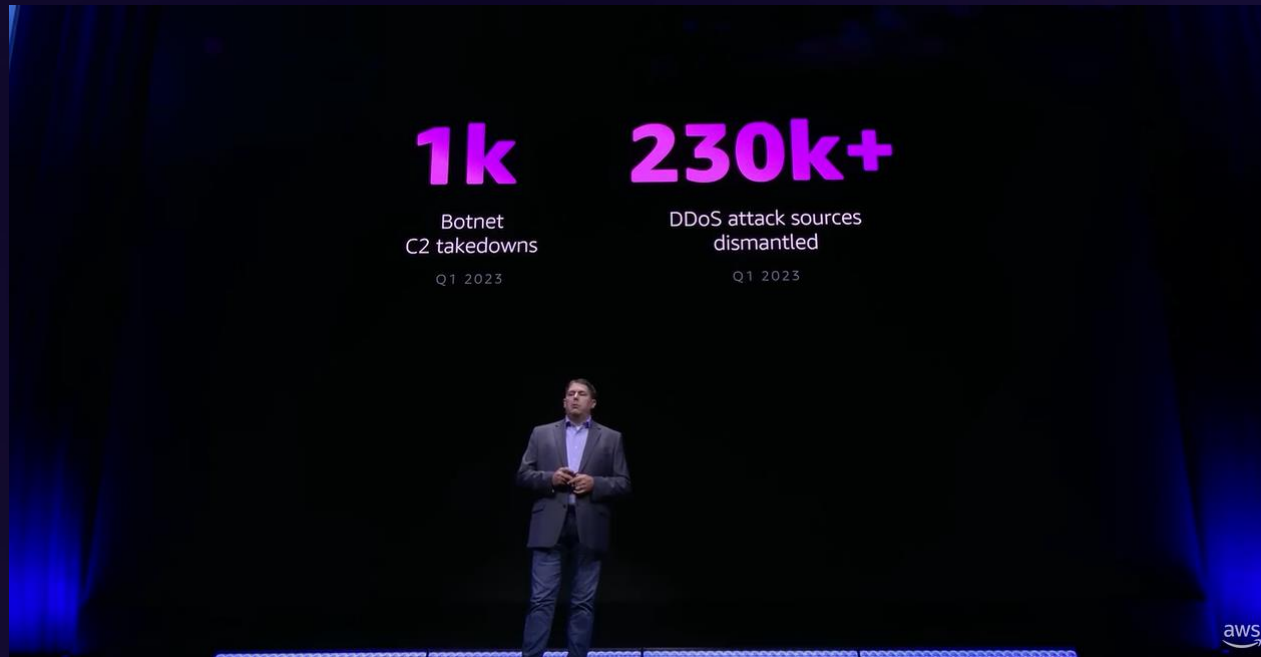 1k
Botnet
C2 takedowns
Q1 2023
230k+
DDoS attack sources
dismantled
Q1 2023
aws